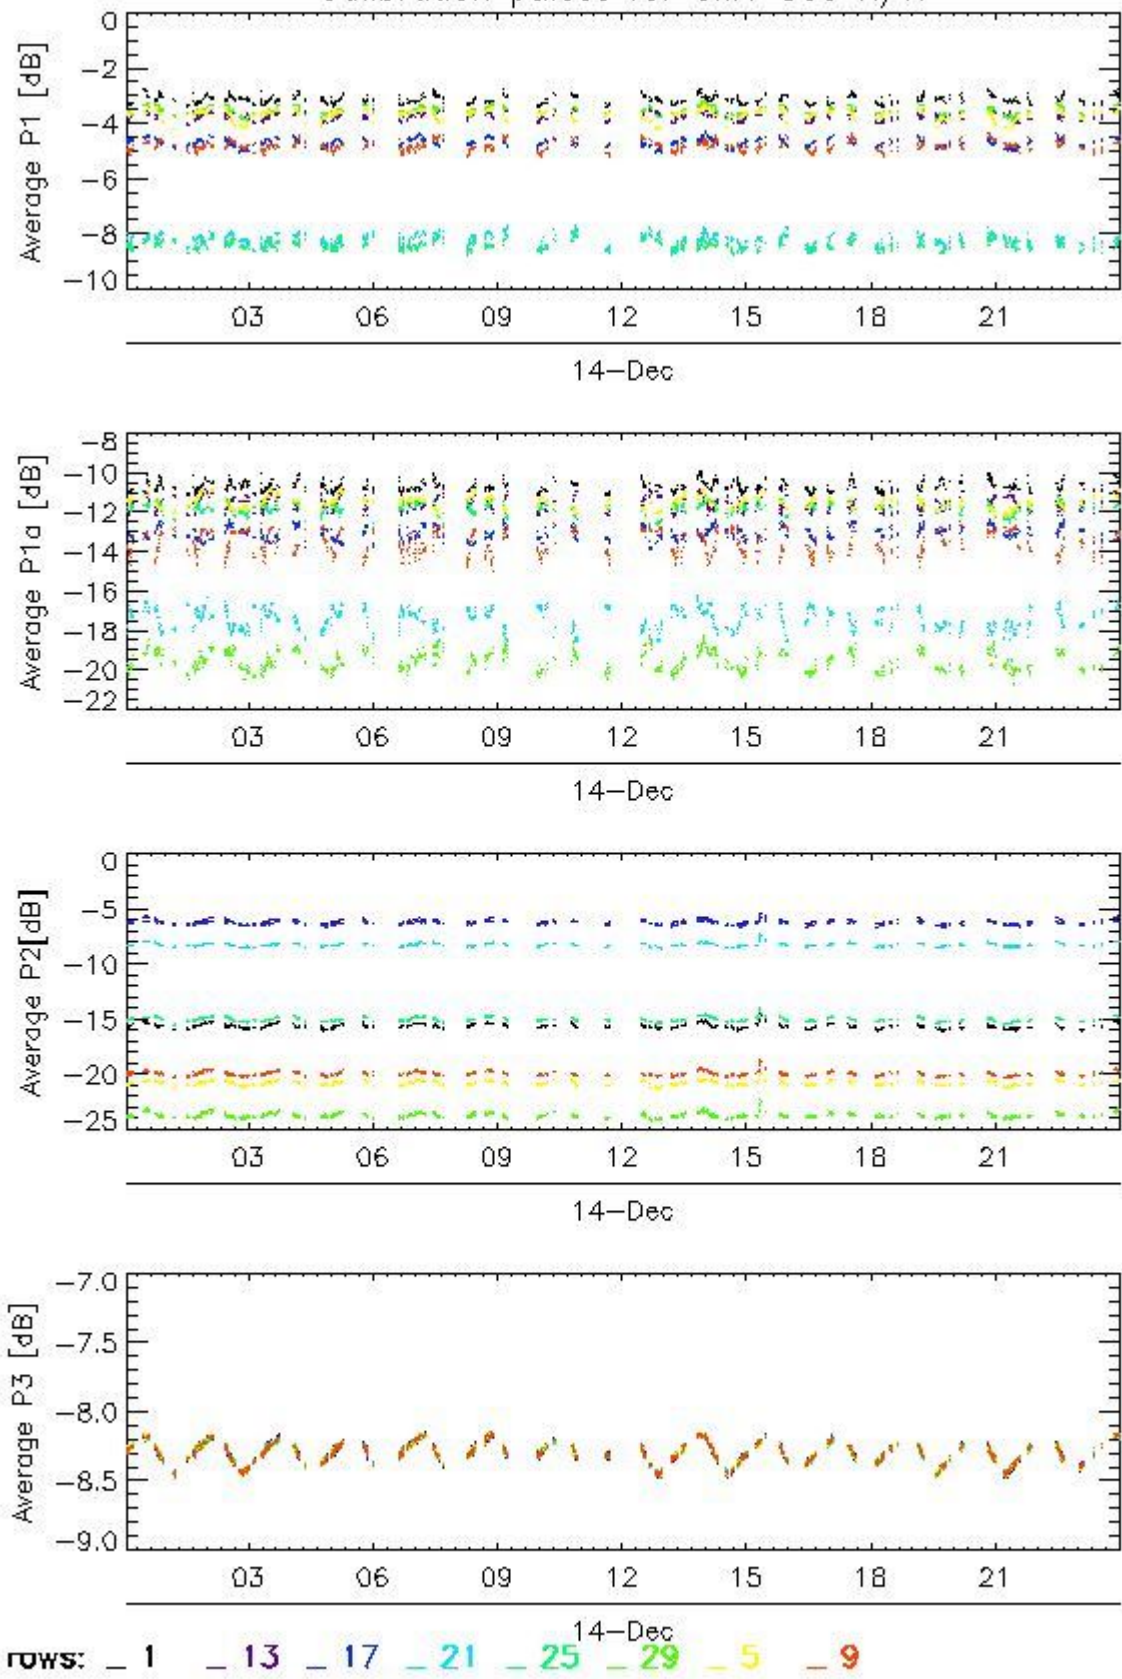 0
−2
−4
−6
−8
−10
Average P1 [dB]
03 06 09 12 15 18 21
14−Dec
−8
−10
−12
−14
−16
−18
−20
−22
Average P1a [dB]
03 06 09 12 15 18 21
14−Dec
0
−5
−10
−15
−20
−25
Average P2[dB]
03 06 09 12 15 18 21
14−Dec
−7.0
−7.5
−8.0
−8.5
−9.0
Average P3 [dB]
03 06 09 12 15 18 21
14−Dec
rows: _ 1 _ 13 _ 17 _ 21 _ 25 _ 29 _ 5 _ 9